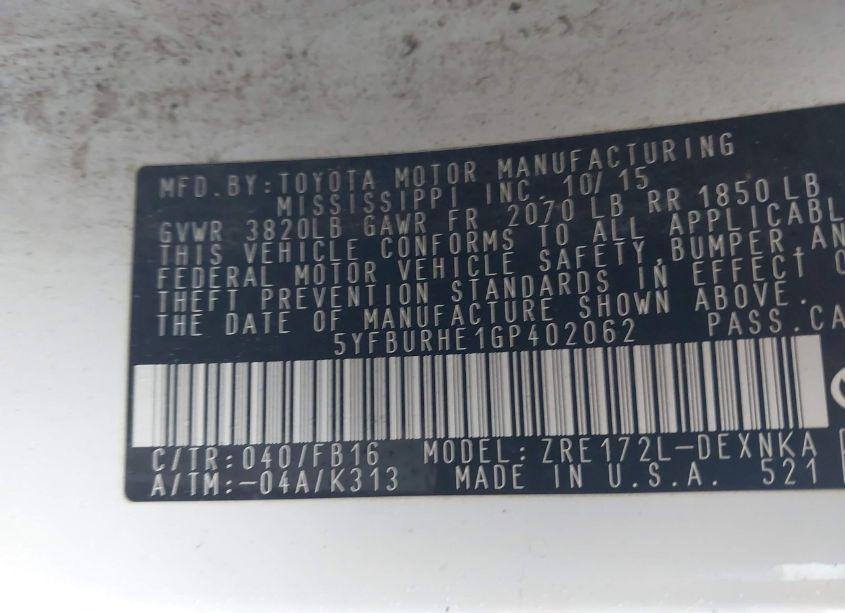 MFD.BY:TOYOTA MOTOR MANUFACTURING
MISSISSIPPI INC. 10/15
GVWR 3820LB GAWR FR 2070 LB RR 1850 LB
THIS VEHICLE CONFORMS TO ALL APPLICABL
FEDERAL MOTOR VEHICLE SAFETY,BUMPER,AN
THEFT PREVENTION STANDARDS IN EFFECT O
THE DATE OF MANUFACTURE SHOWN ABOVE.
5YFBURHE1GP402062 PASS.CA
C/TR:040/FB16 MODEL:ZRE172L-DEXNKA
A/TM:-04A/K313 MADE IN U.S.A. 521